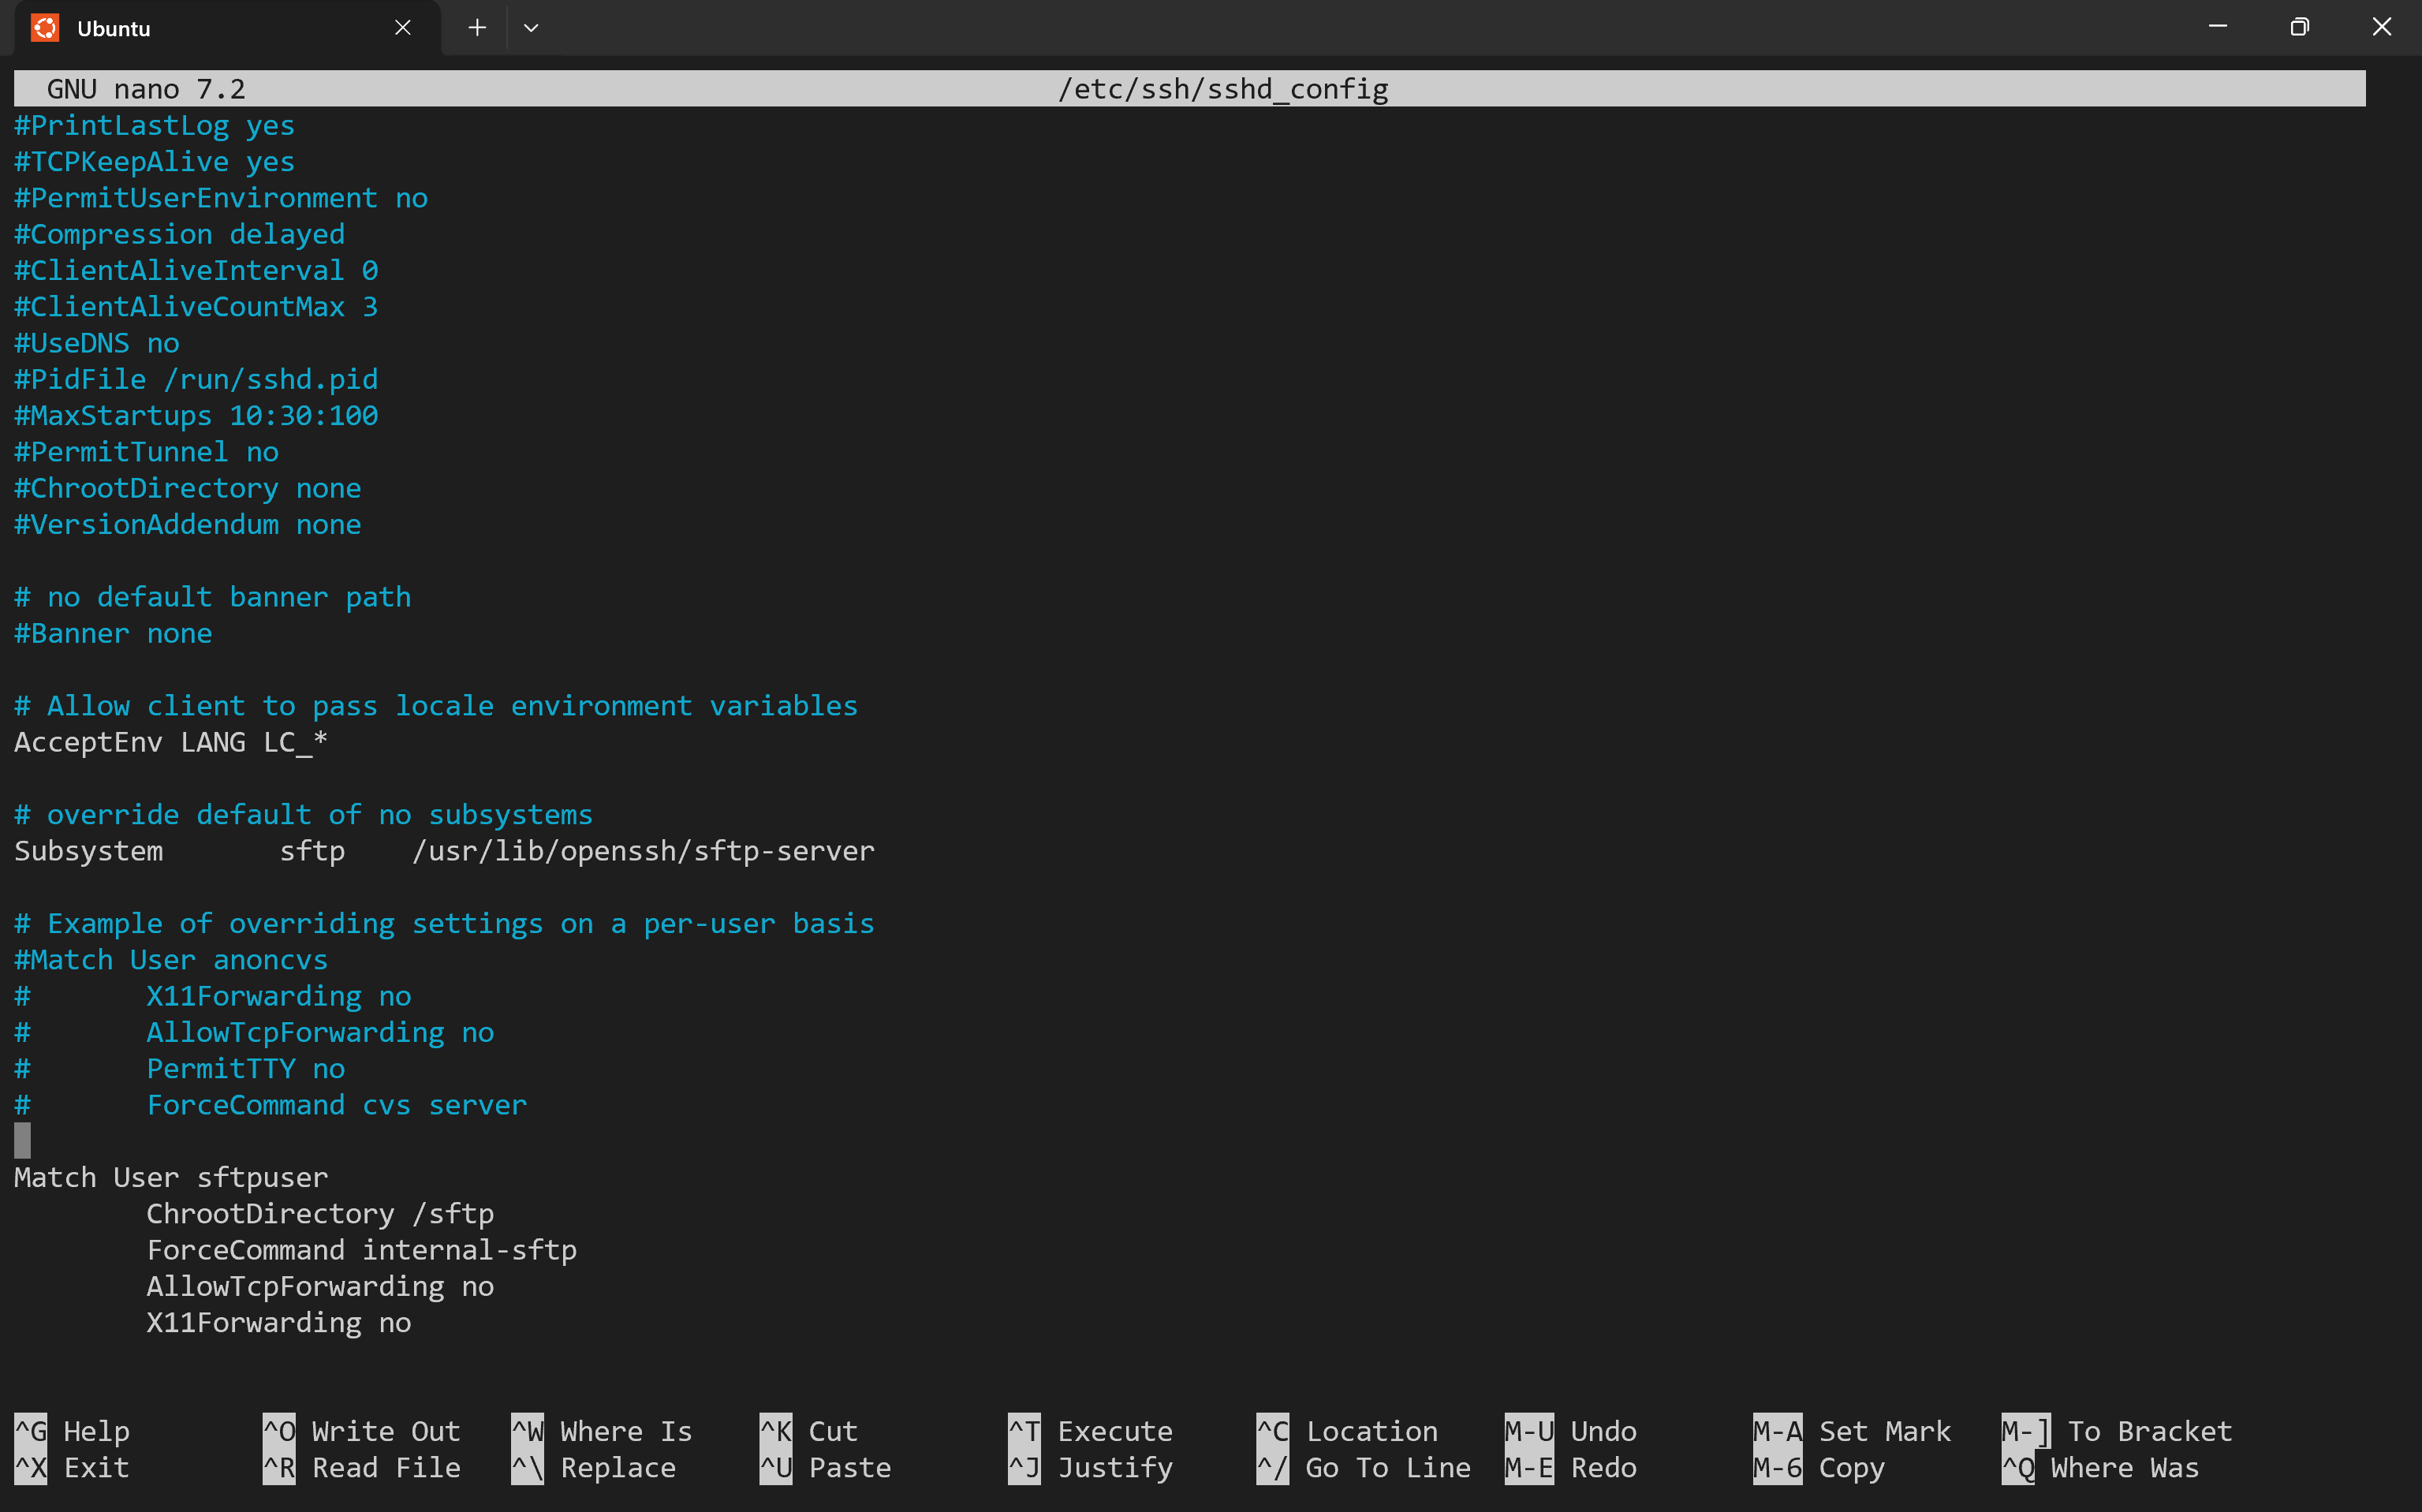 Ubuntu
GNU nano 7.2 /etc/ssh/sshd_config
#PrintLastLog yes
#TCPKeepAlive yes
#PermitUserEnvironment no
#Compression delayed
#ClientAliveInterval 0
#ClientAliveCountMax 3
#UseDNS no
#PidFile /run/sshd.pid
#MaxStartups 10:30:100
#PermitTunnel no
#ChrootDirectory none
#VersionAddendum none

# no default banner path
#Banner none

# Allow client to pass locale environment variables
AcceptEnv LANG LC_*

# override default of no subsystems
Subsystem       sftp    /usr/lib/openssh/sftp-server

# Example of overriding settings on a per-user basis
#Match User anoncvs
#       X11Forwarding no
#       AllowTcpForwarding no
#       PermitTTY no
#       ForceCommand cvs server

Match User sftpuser
        ChrootDirectory /sftp
        ForceCommand internal-sftp
        AllowTcpForwarding no
        X11Forwarding no

^G Help ^O Write Out ^W Where Is ^K Cut ^T Execute ^C Location M-U Undo M-A Set Mark M-] To Bracket
^X Exit ^R Read File ^\ Replace ^U Paste ^J Justify ^/ Go To Line M-E Redo M-6 Copy ^Q Where Was